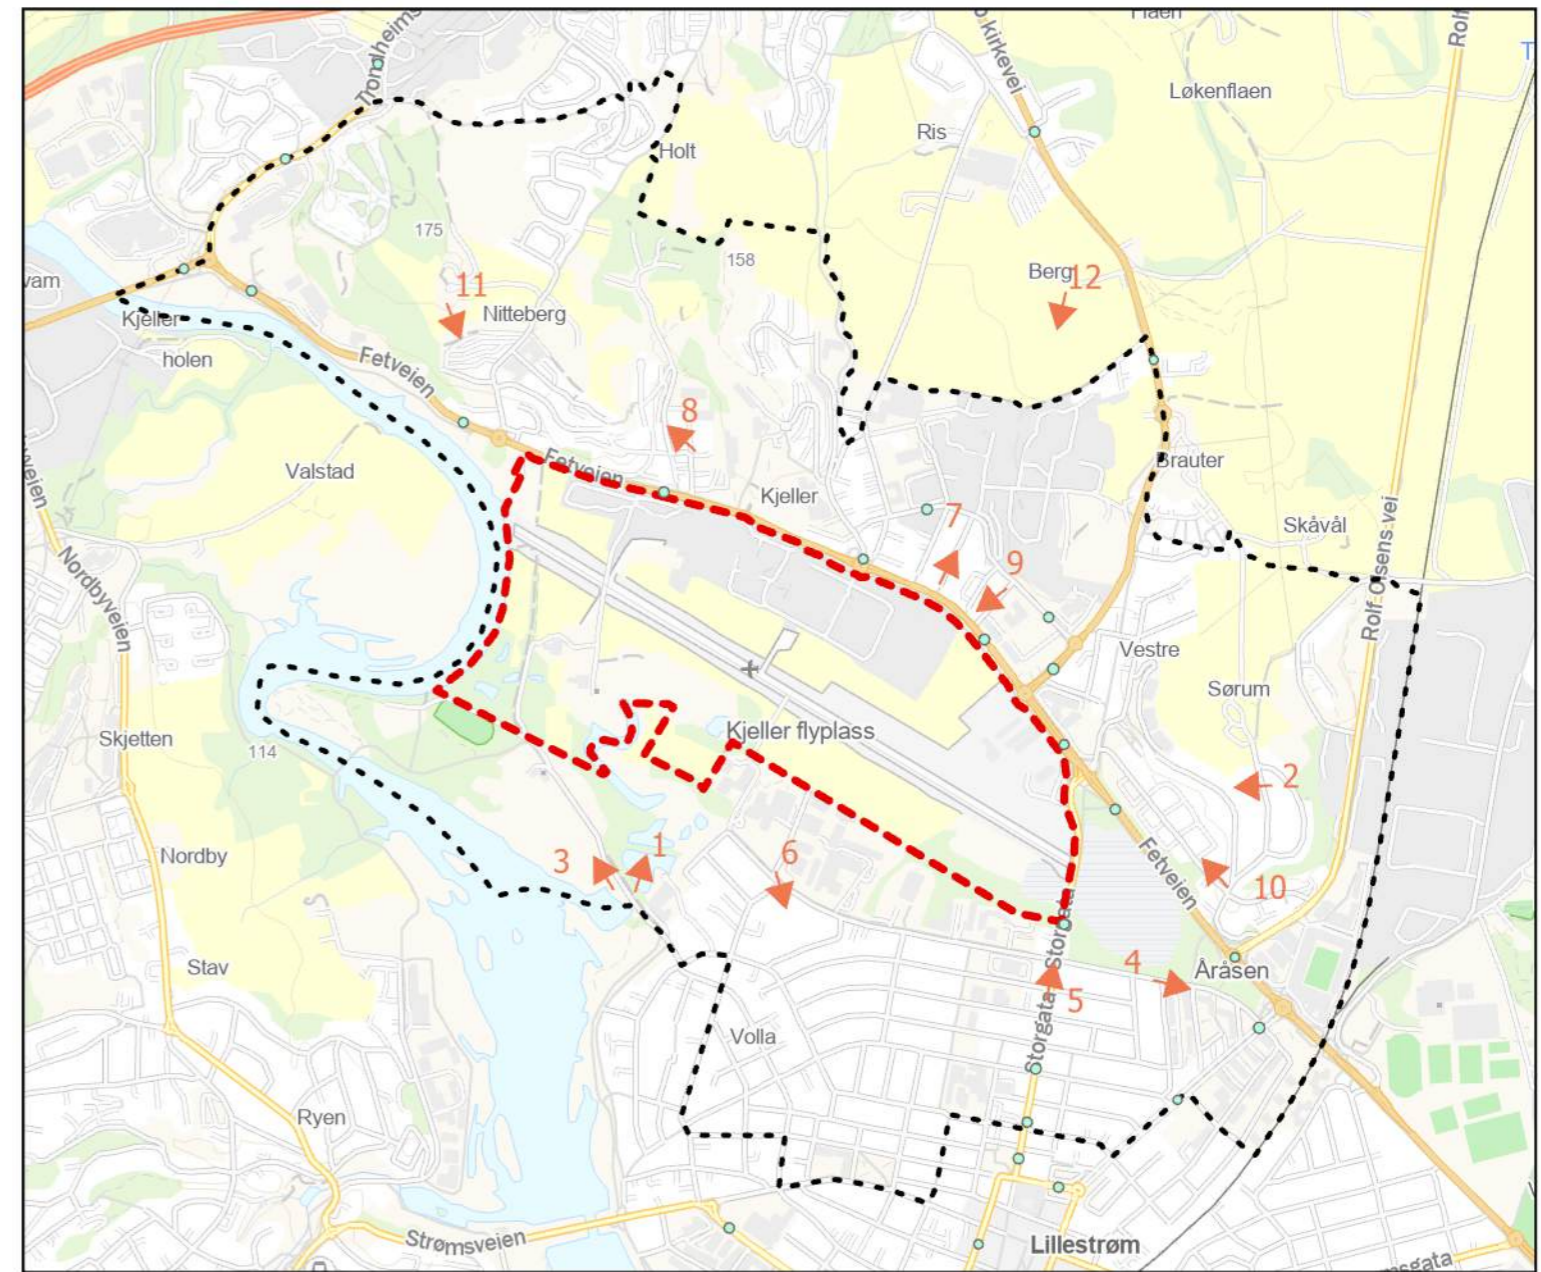 Trondheims
kirkevei
Løkenflaen
Rolf
Ris
Holt
175
158
Berg
12
11
vam
Kjeller
holen
Nitteberg
Fetveien
8
Valstad
Fetveien
Kjeller
Brauter
7
Skåvål
9
Nordbyveien
Rolf Olsens vei
Vestre
Sørum
Skjetten
114
Kjeller flyplass
2
Nordby
3
1
6
Fetveien
10
Storgata
Stav
4
Åråsen
5
Storgata
Volla
Ryen
Strømsveien
Lillestrøm
msgata